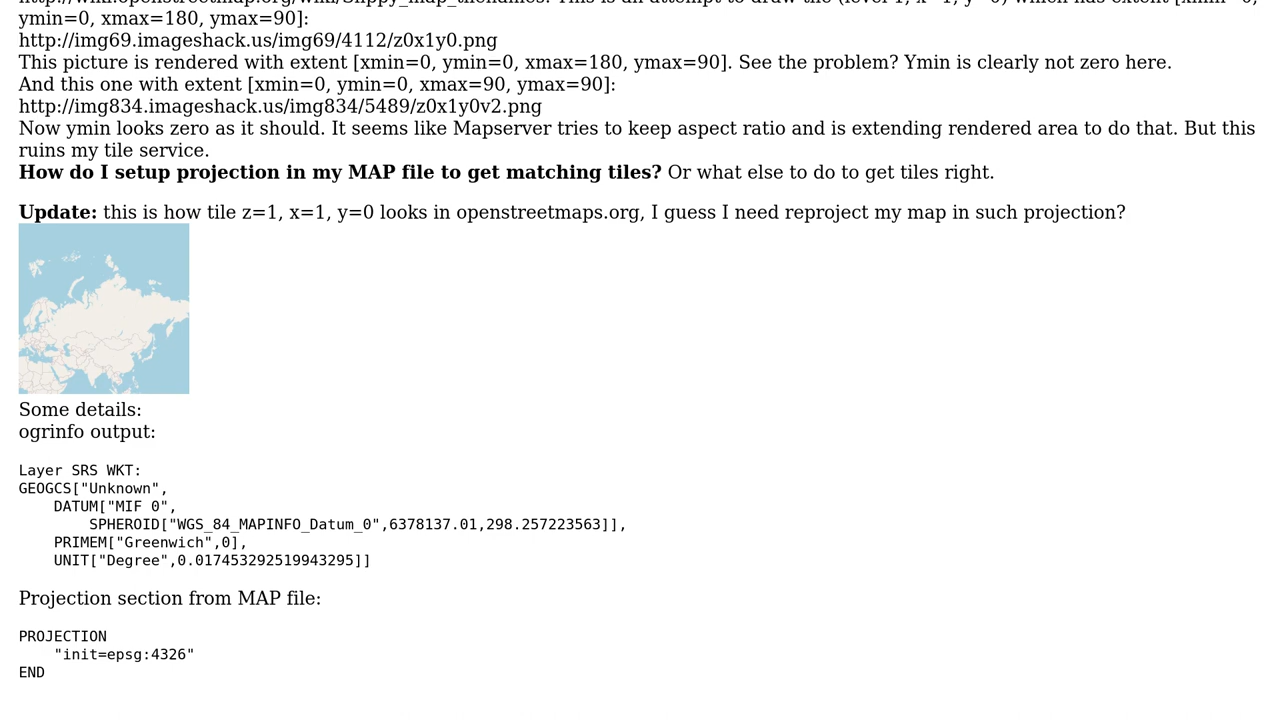 ymin=0, xmax=180, ymax=90]:
http://img69.imageshack.us/img69/4112/z0x1y0.png
This picture is rendered with extent [xmin=0, ymin=0, xmax=180, ymax=90]. See the problem? Ymin is clearly not zero here.
And this one with extent [xmin=0, ymin=0, xmax=90, ymax=90]:
http://img834.imageshack.us/img834/5489/z0x1y0v2.png
Now ymin looks zero as it should. It seems like Mapserver tries to keep aspect ratio and is extending rendered area to do that. But this
ruins my tile service.
How do I setup projection in my MAP file to get matching tiles? Or what else to do to get tiles right.
Update: this is how tile z=1, x=1, y=0 looks in openstreetmaps.org, I guess I need reproject my map in such projection?
Some details:
ogrinfo output:
Layer SRS WKT:
GEOGCS["Unknown",
    DATUM["MIF 0",
        SPHEROID["WGS_84_MAPINFO_Datum_0",6378137.01,298.257223563]],
    PRIMEM["Greenwich",0],
    UNIT["Degree",0.017453292519943295]]
Projection section from MAP file:
PROJECTION
    "init=epsg:4326"
END